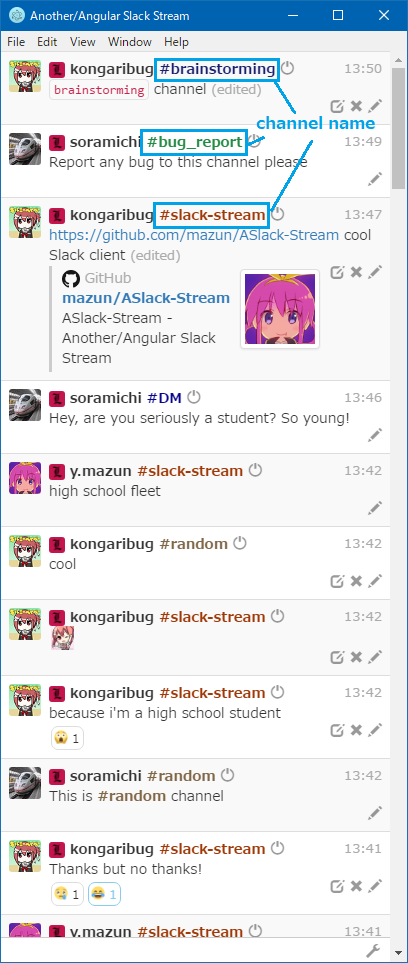 Another/Angular Slack Stream
File Edit View Window Help
kongaribug #brainstorming 13:50
brainstorming channel (edited)
channel name
soramichi #bug_report 13:49
Report any bug to this channel please
kongaribug #slack-stream 13:47
https://github.com/mazun/ASlack-Stream cool
Slack client (edited)
GitHub
mazun/ASlack-Stream
ASlack-Stream -
Another/Angular Slack
Stream
soramichi #DM 13:46
Hey, are you seriously a student? So young!
y.mazun #slack-stream 13:42
high school fleet
kongaribug #random 13:42
cool
kongaribug #slack-stream 13:42
kongaribug #slack-stream 13:42
because i'm a high school student
1
soramichi #random 13:42
This is #random channel
kongaribug #slack-stream 13:41
Thanks but no thanks!
1 1
y.mazun #slack-stream 13:41